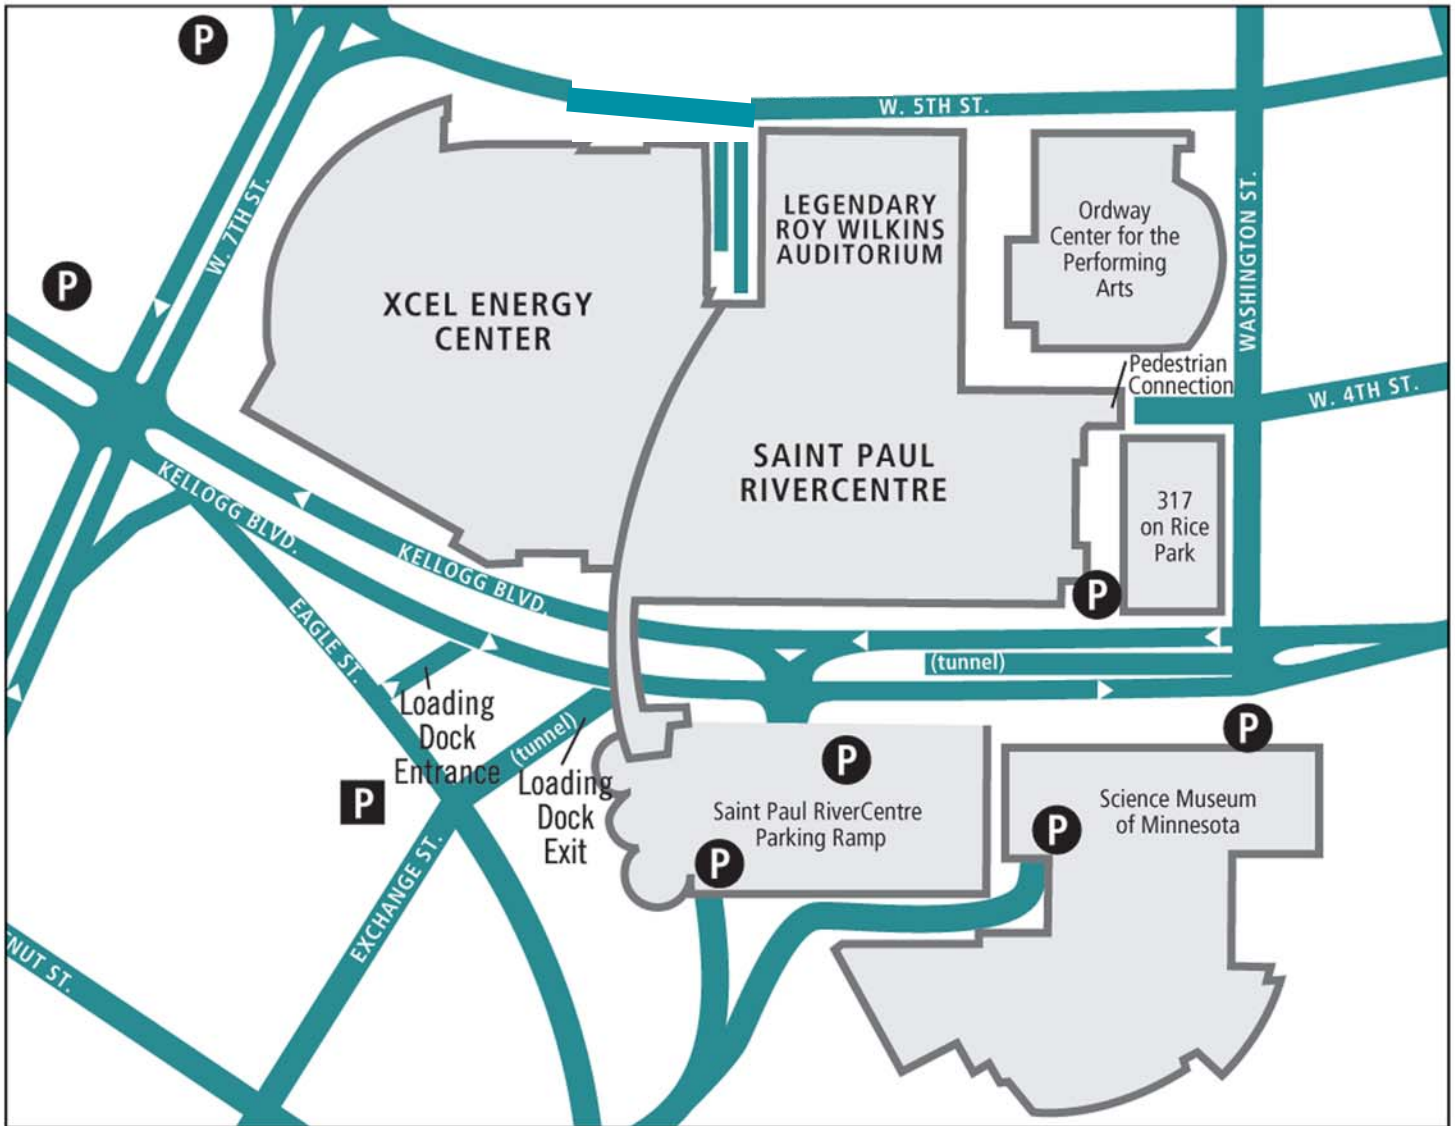 P
W. 5TH ST.
W. 7TH ST.
LEGENDARY
ROY WILKINS
AUDITORIUM
Ordway
Center for the
Performing
Arts
WASHINGTON ST.
P
XCEL ENERGY
CENTER
Pedestrian
Connection
W. 4TH ST.
SAINT PAUL
RIVERCENTRE
317
on Rice
Park
KELLOGG BLVD.
KELLOGG BLVD.
P
EAGLE ST.
(tunnel)
Loading
Dock
Entrance
(tunnel)
Loading
Dock
Exit
P
P
P
Saint Paul RiverCentre
Parking Ramp
P
Science Museum
of Minnesota
P
EXCHANGE ST.
NUT ST.